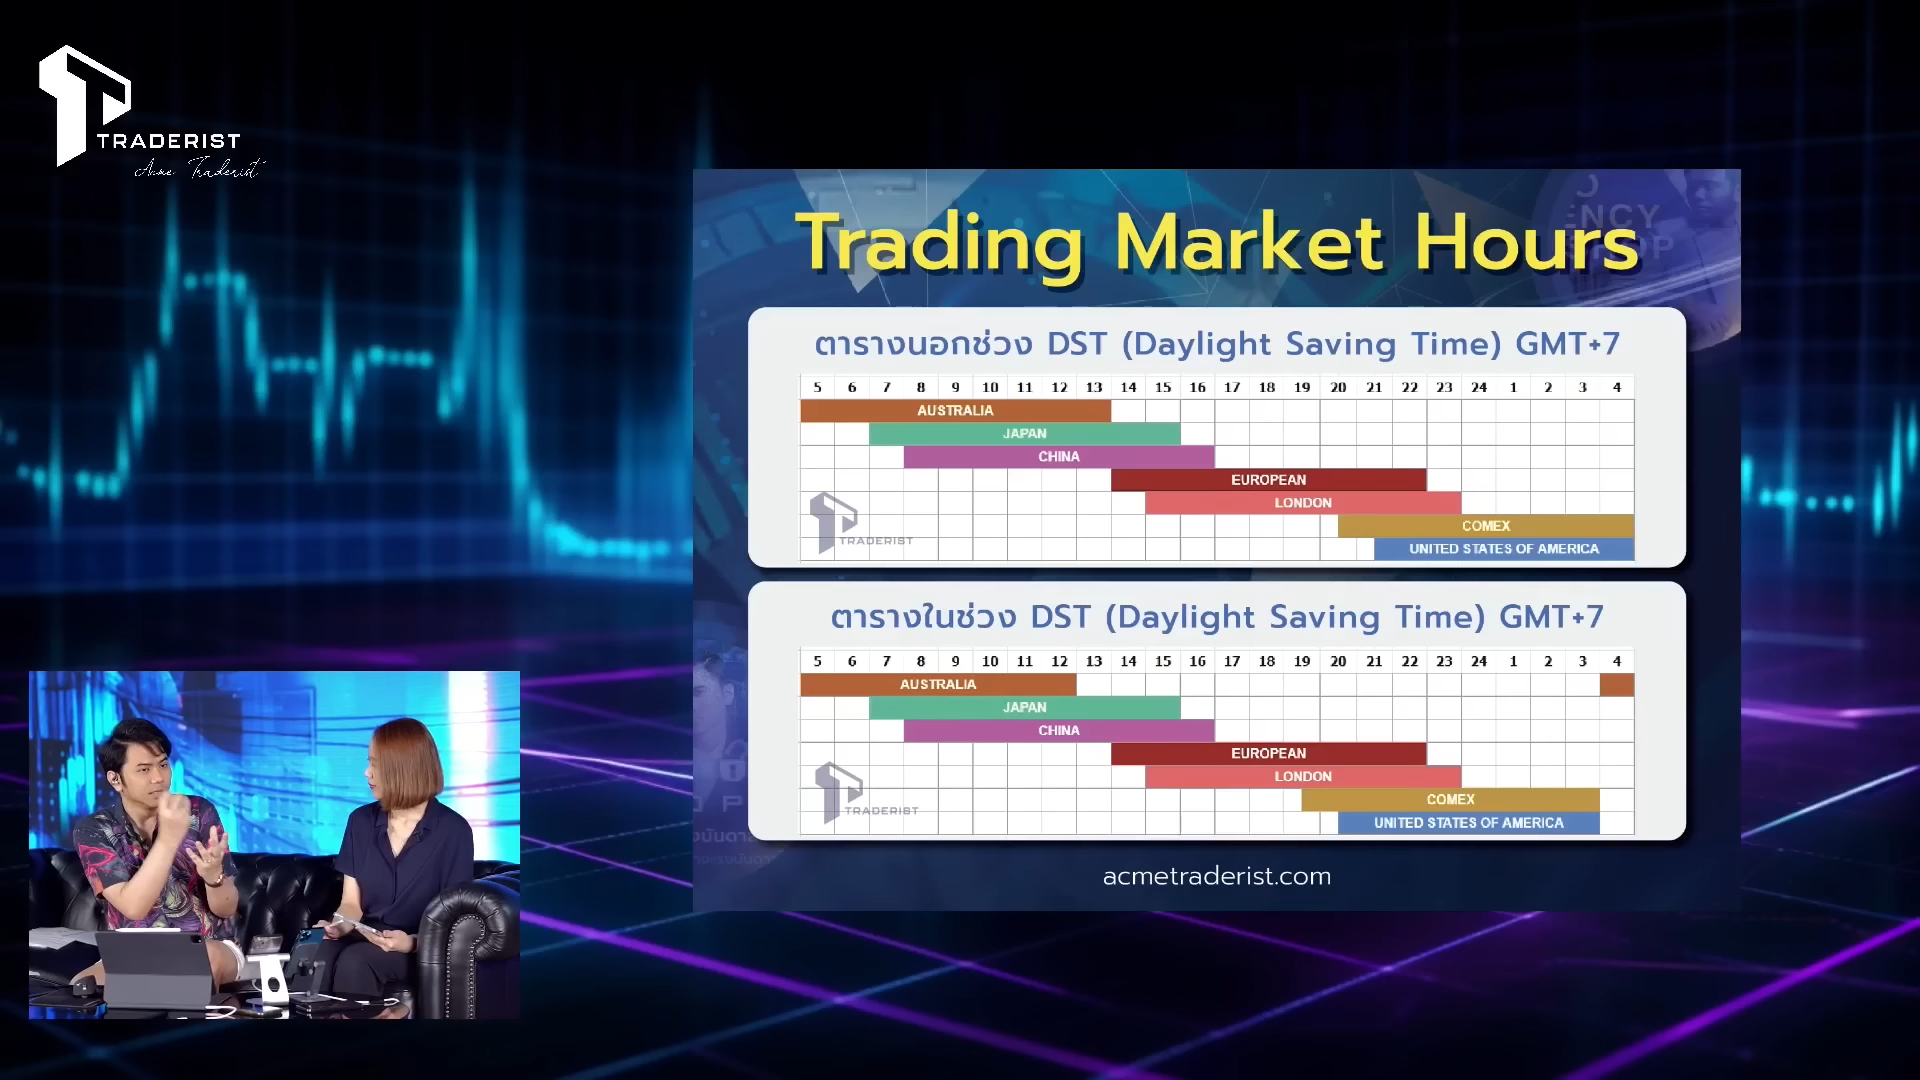 TRADERIST
Acme Traderist
Trading Market Hours
ตารางนอกช่วง DST (Daylight Saving Time) GMT+7
5 6 7 8 9 10 11 12 13 14 15 16 17 18 19 20 21 22 23 24 1 2 3 4
AUSTRALIA
JAPAN
CHINA
EUROPEAN
LONDON
COMEX
UNITED STATES OF AMERICA
TRADERIST
ตารางในช่วง DST (Daylight Saving Time) GMT+7
5 6 7 8 9 10 11 12 13 14 15 16 17 18 19 20 21 22 23 24 1 2 3 4
AUSTRALIA
JAPAN
CHINA
EUROPEAN
LONDON
COMEX
UNITED STATES OF AMERICA
TRADERIST
acmetraderist.com